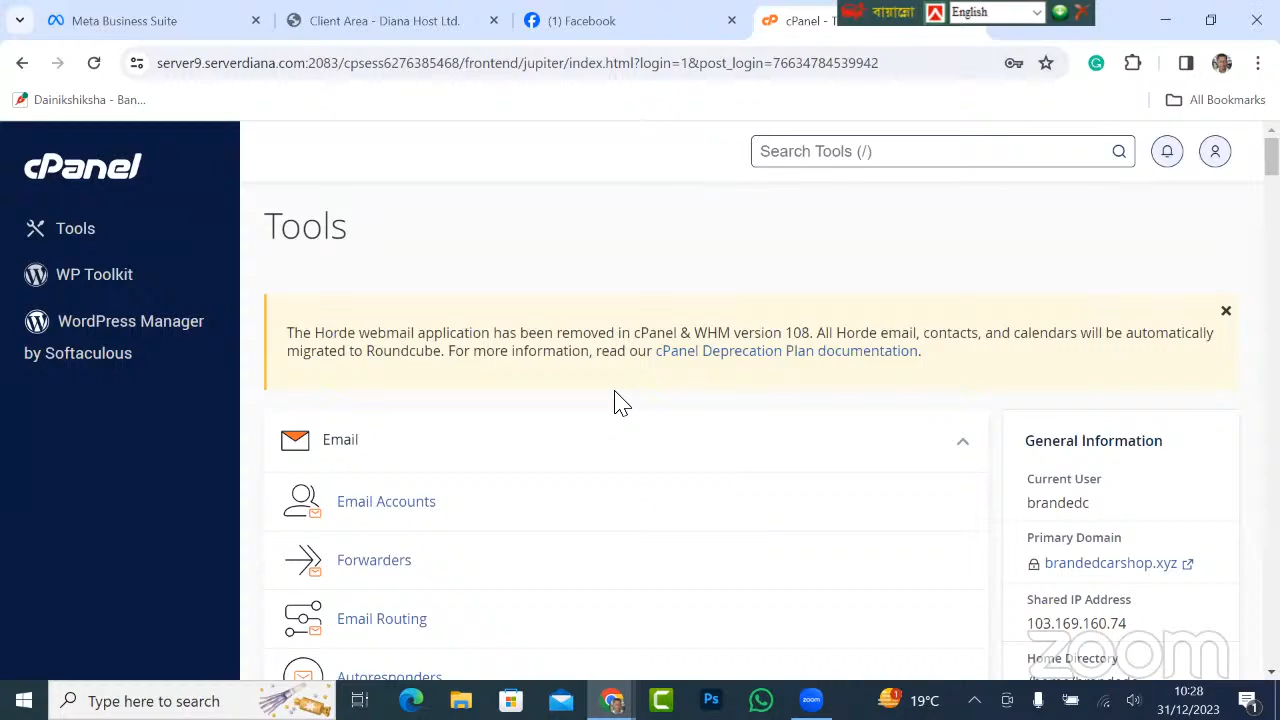 Meta Business Suite
Client Area - Diana Host Ltd.
(1) Facebook
cPanel - T
বায়ান্নো
English
server9.serverdiana.com:2083/cpsess6276385468/frontend/jupiter/index.html?login=1&post_login=76634784539942
Dainikshiksha - Ban...
All Bookmarks
cPanel
Search Tools (/)
Tools
WP Toolkit
WordPress Manager
by Softaculous
Tools
The Horde webmail application has been removed in cPanel & WHM version 108. All Horde email, contacts, and calendars will be automatically
migrated to Roundcube. For more information, read our cPanel Deprecation Plan documentation.
Email
Email Accounts
Forwarders
Email Routing
Autoresponders
General Information
Current User
brandedc
Primary Domain
brandedcarshop.xyz
Shared IP Address
103.169.160.74
Home Directory
zoom
Type here to search
Ps
zoom
1
19°C
10:28
31/12/2023
1